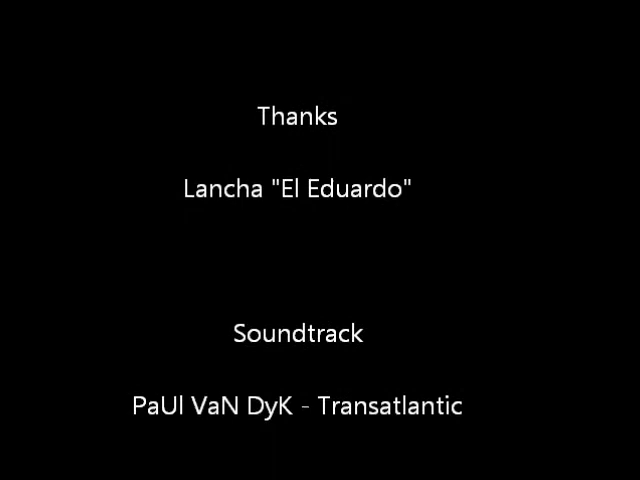 Thanks
Lancha "El Eduardo"
Soundtrack
PaUl VaN DyK - Transatlantic